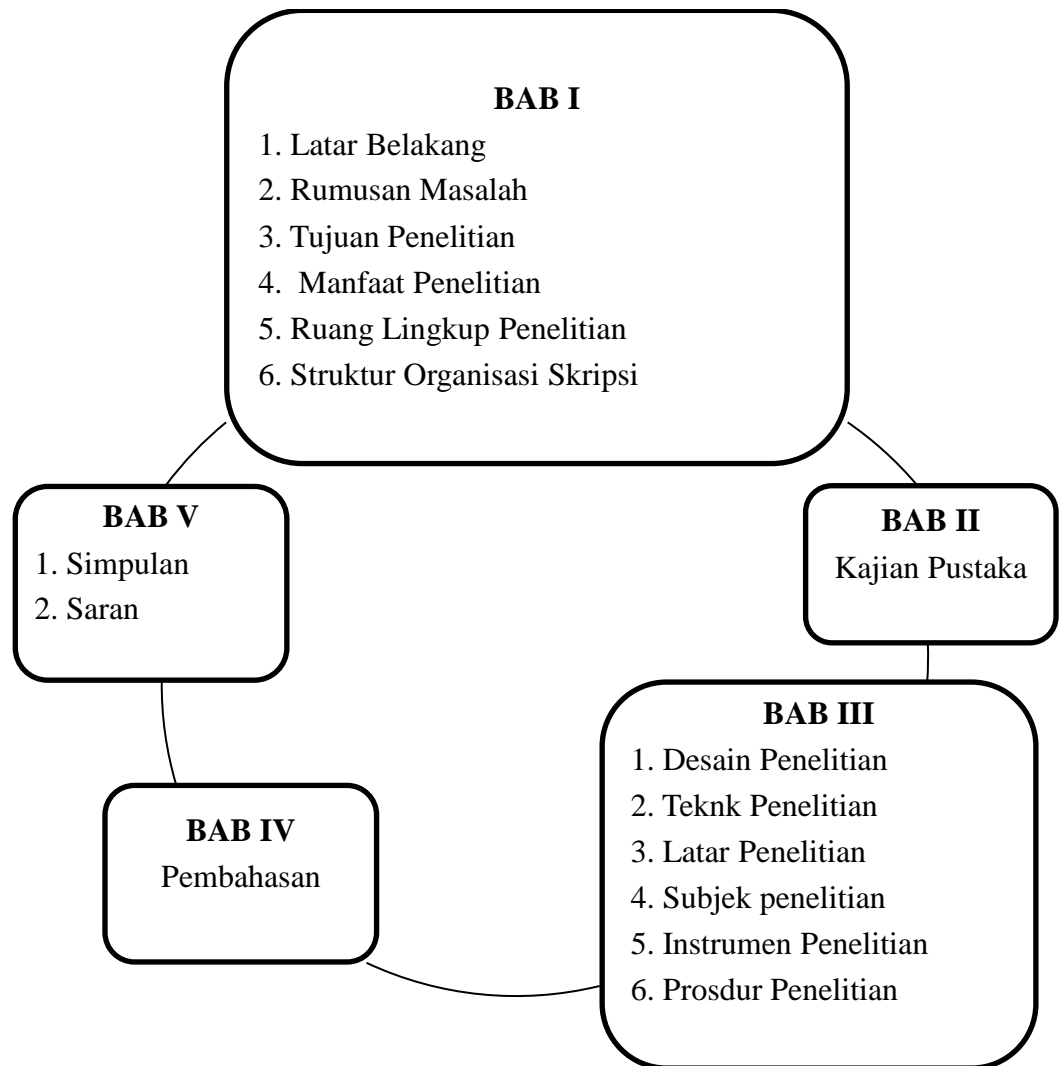 BAB I
1. Latar Belakang
2. Rumusan Masalah
3. Tujuan Penelitian
4.  Manfaat Penelitian
5. Ruang Lingkup Penelitian
6. Struktur Organisasi Skripsi
BAB II
Kajian Pustaka
BAB III
1. Desain Penelitian
2. Teknk Penelitian
3. Latar Penelitian
4. Subjek penelitian
5. Instrumen Penelitian
6. Prosdur Penelitian
BAB IV
Pembahasan
BAB V
1. Simpulan
2. Saran